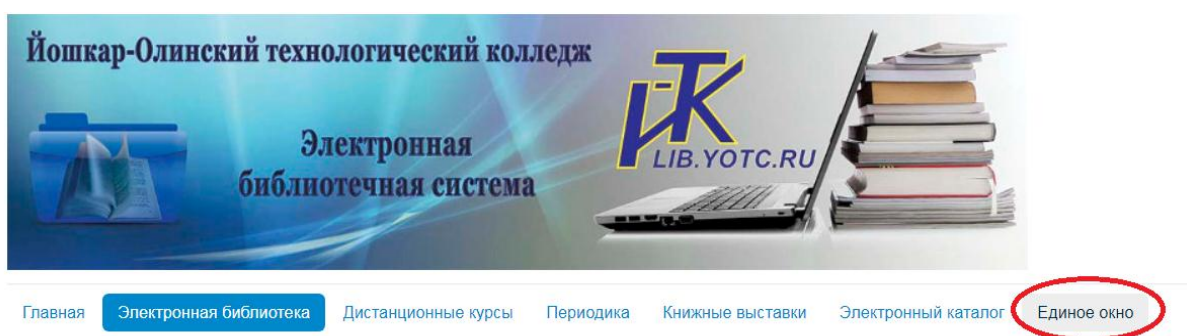 Йошкар-Олинский технологический колледж
Электронная
библиотечная система
Й-ТК
LIB.YOTC.RU
Главная Электронная библиотека Дистанционные курсы Периодика Книжные выставки Электронный каталог Единое окно